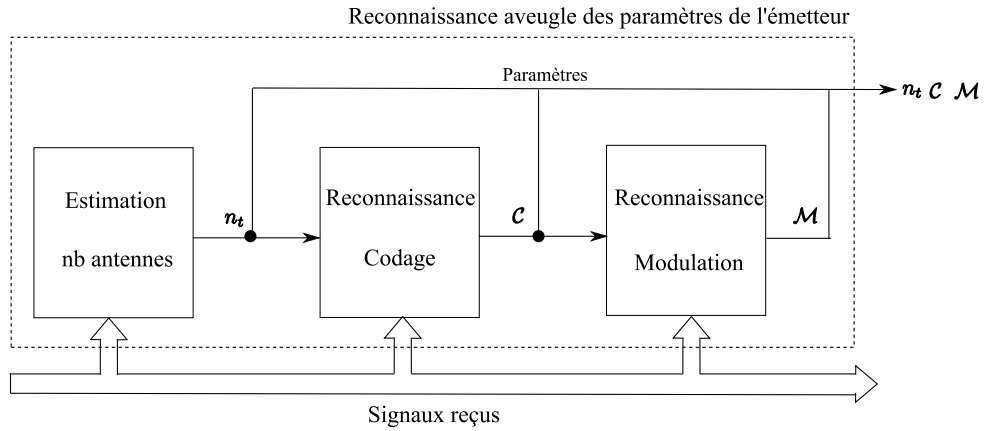 Reconnaissance aveugle des paramètres de l'émetteur
Paramètres
n_t 𝒞 ℳ
Estimation
nb antennes
n_t
Reconnaissance
Codage
𝒞
Reconnaissance
Modulation
ℳ
Signaux reçus